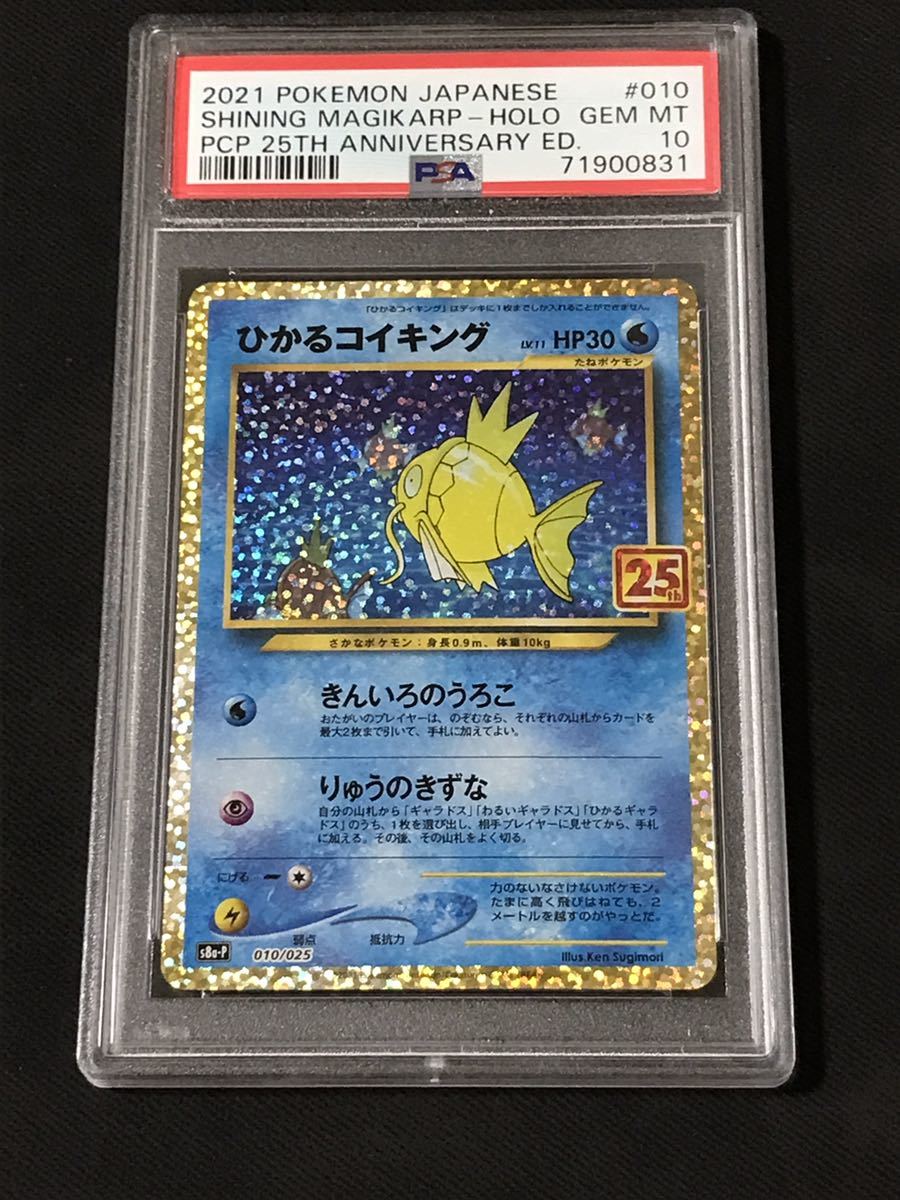 2021 POKEMON JAPANESE #010
SHINING MAGIKARP-HOLO GEM MT
PCP 25TH ANNIVERSARY ED. 10
PSA 71900831
「ひかるコイキング」はデッキに1枚までしか入れることができません。
ひかるコイキング LV.11 HP30
たねポケモン
25th
さかなポケモン:身長0.9m、体重10kg
きんいろのうろこ
おたがいのプレイヤーは、のぞむなら、それぞれの山札からカードを
最大2枚まで引いて、手札に加えてよい。
りゅうのきずな
自分の山札から「ギャラドス」「わるいギャラドス」「ひかるギャラ
ドス」のうち、1枚を選び出し、相手プレイヤーに見せてから、手札
に加える。その後、その山札をよく切る。
にげる
力のないなさけないポケモン。
たまに高く飛びはねても、2
メートルを越すのがやっとだ。
弱点 抵抗力
s8a-P 010/025
Illus.Ken Sugimori